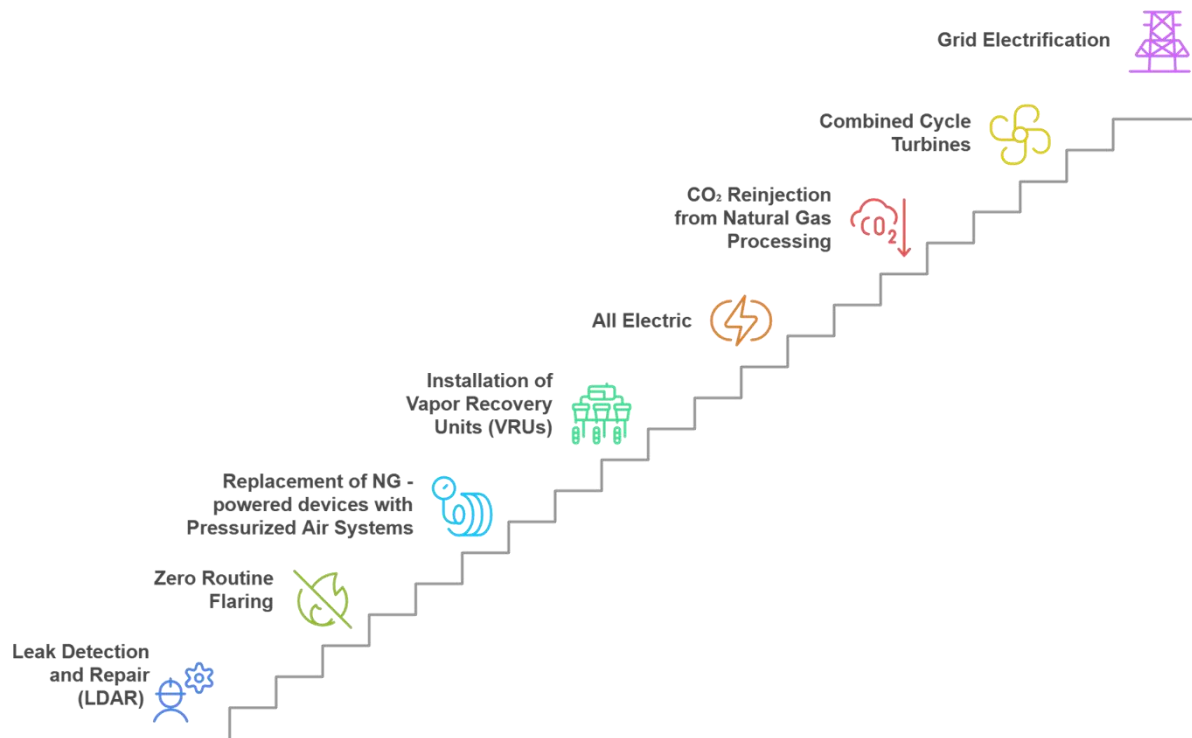 Grid Electrification
Combined Cycle
Turbines
CO₂ Reinjection
from Natural Gas
Processing
CO₂
All Electric
Installation of
Vapor Recovery
Units (VRUs)
Replacement of NG -
powered devices with
Pressurized Air Systems
Zero Routine
Flaring
Leak Detection
and Repair
(LDAR)